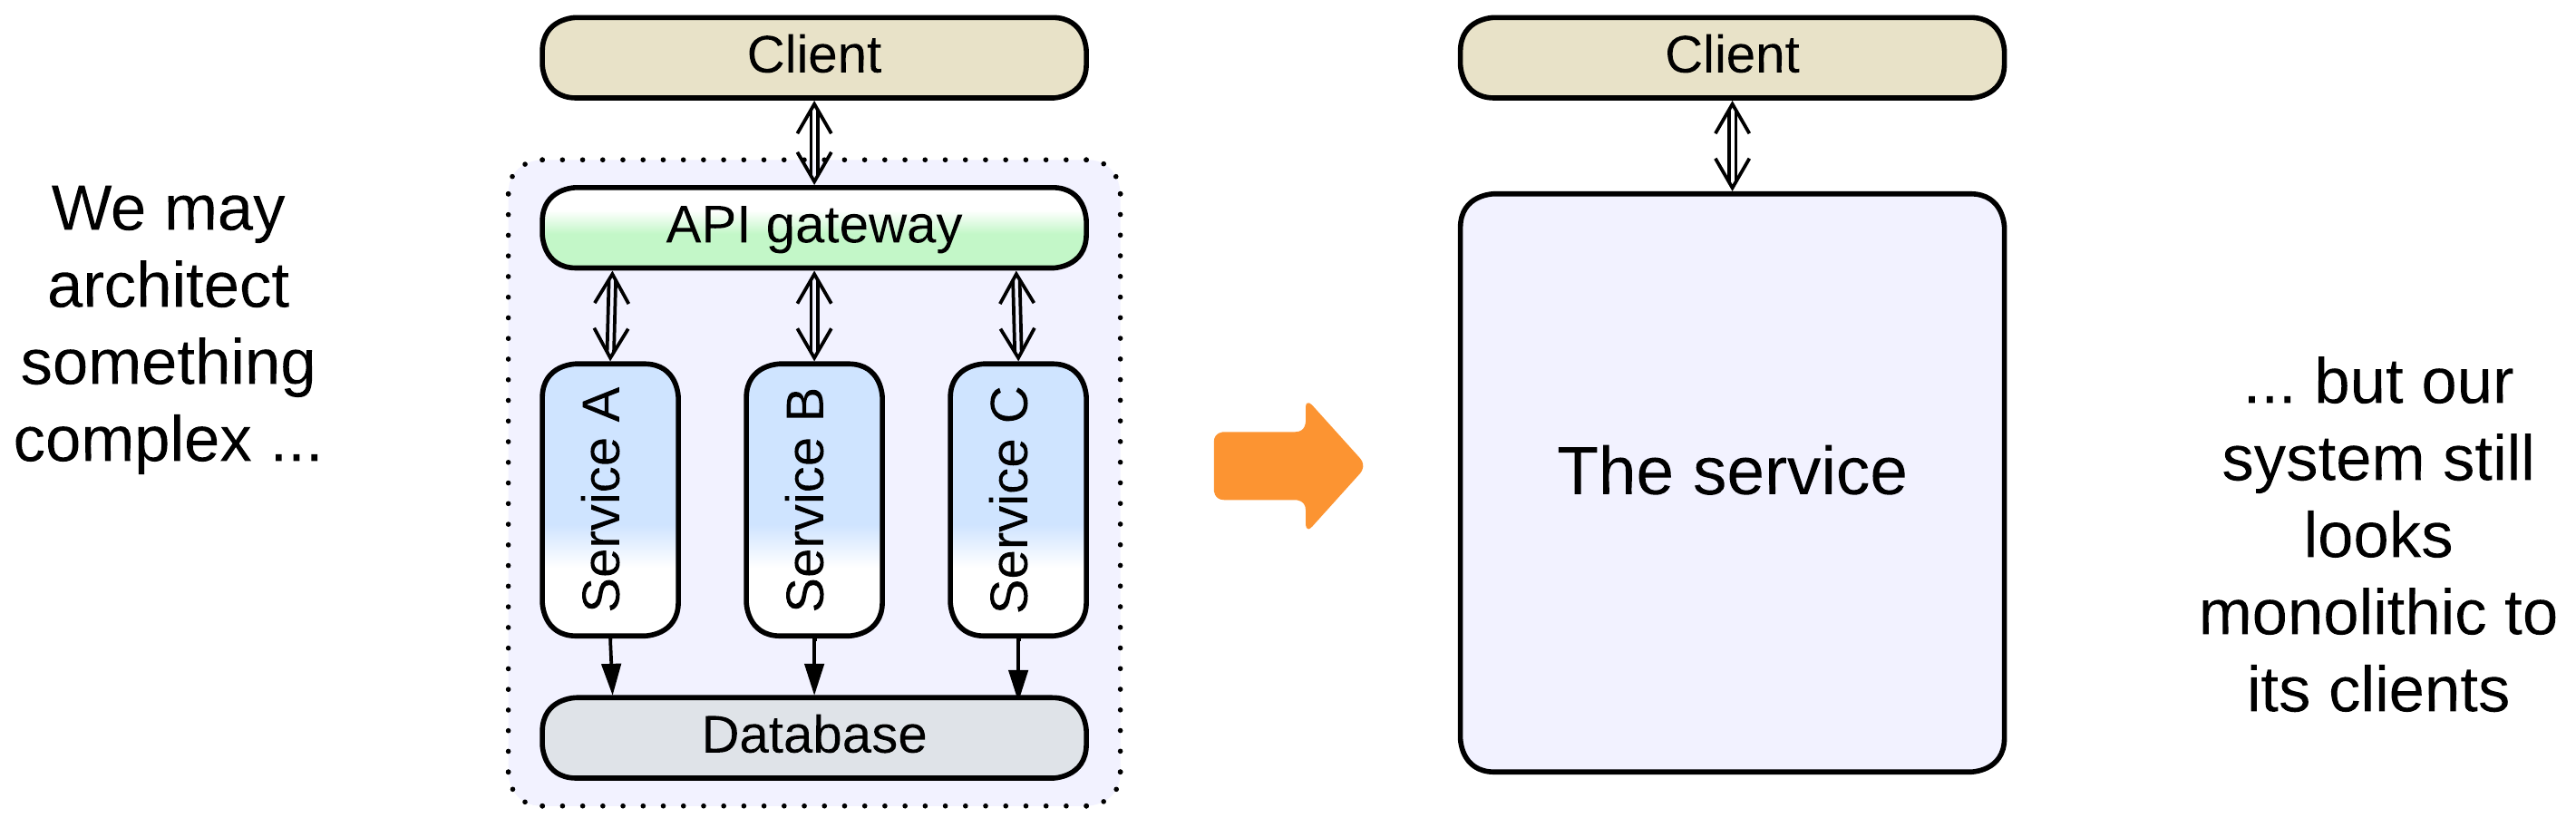 We may
architect
something
complex ...
Client
API gateway
Service A
Service B
Service C
Database
Client
The service
... but our
system still
looks
monolithic to
its clients